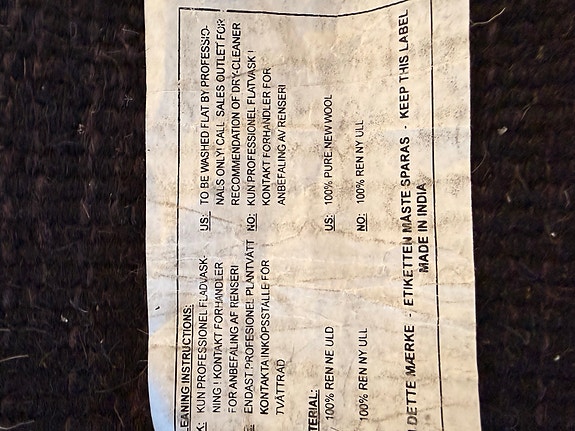 EANING INSTRUCTIONS:
KUN PROFESSIONEL FLADVASK-
NING ! KONTAKT FORHANDLER
FOR ANBEFALING AF RENSERI
ENDAST PROFESIONEL PLANTVÄTT
KONTAKTA INKÖPSSTÄLLE FÖR
TVÄTTRÅD
US: TO BE WASHED FLAT BY PROFESSIO-
NALS ONLY! CALL SALES OUTLET FOR
RECOMMENDATION OF DRY-CLEANER
NO: KUN PROFESSIONEL FLATVASK !
KONTAKT FORHANDLER FOR
ANBEFALING AV RENSERI
TERIAL:
100% REN NE ULD
100% REN NY ULL
US: 100% PURE NEW WOOL
NO: 100% REN NY ULL
DETTE MÆRKE - ETIKETTEN MÅSTE SPARAS - KEEP THIS LABEL
MADE IN INDIA